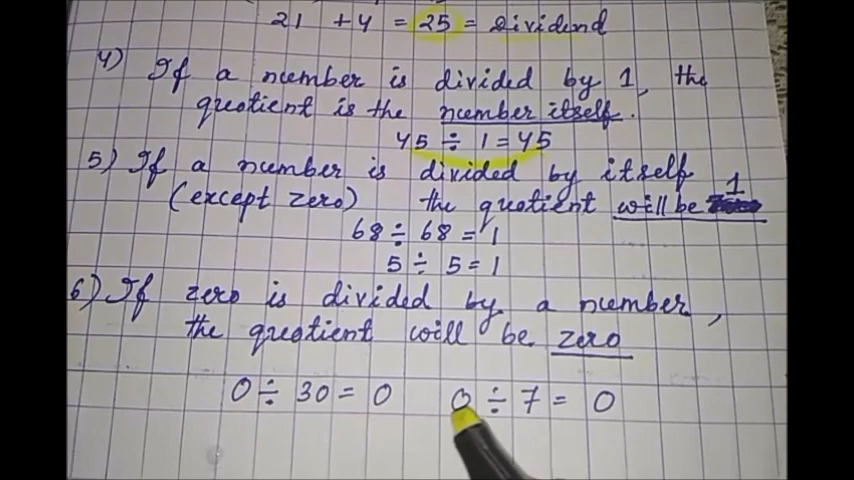 21 + 4 = 25 = Dividend
4) If a number is divided by 1, the
quotient is the number itself.
45 ÷ 1 = 45
5) If a number is divided by itself
(except zero) the quotient will be 1
68 ÷ 68 = 1
5 ÷ 5 = 1
6) If zero is divided by a number,
the quotient will be zero
0 ÷ 30 = 0 0 ÷ 7 = 0